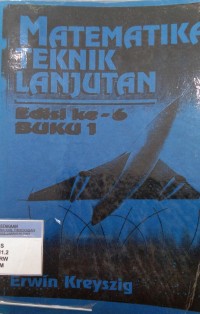 MATEMATIKA
TEKNIK
LANJUTAN
Edisi ke-6
BUKU 1
Erwin Kreyszig